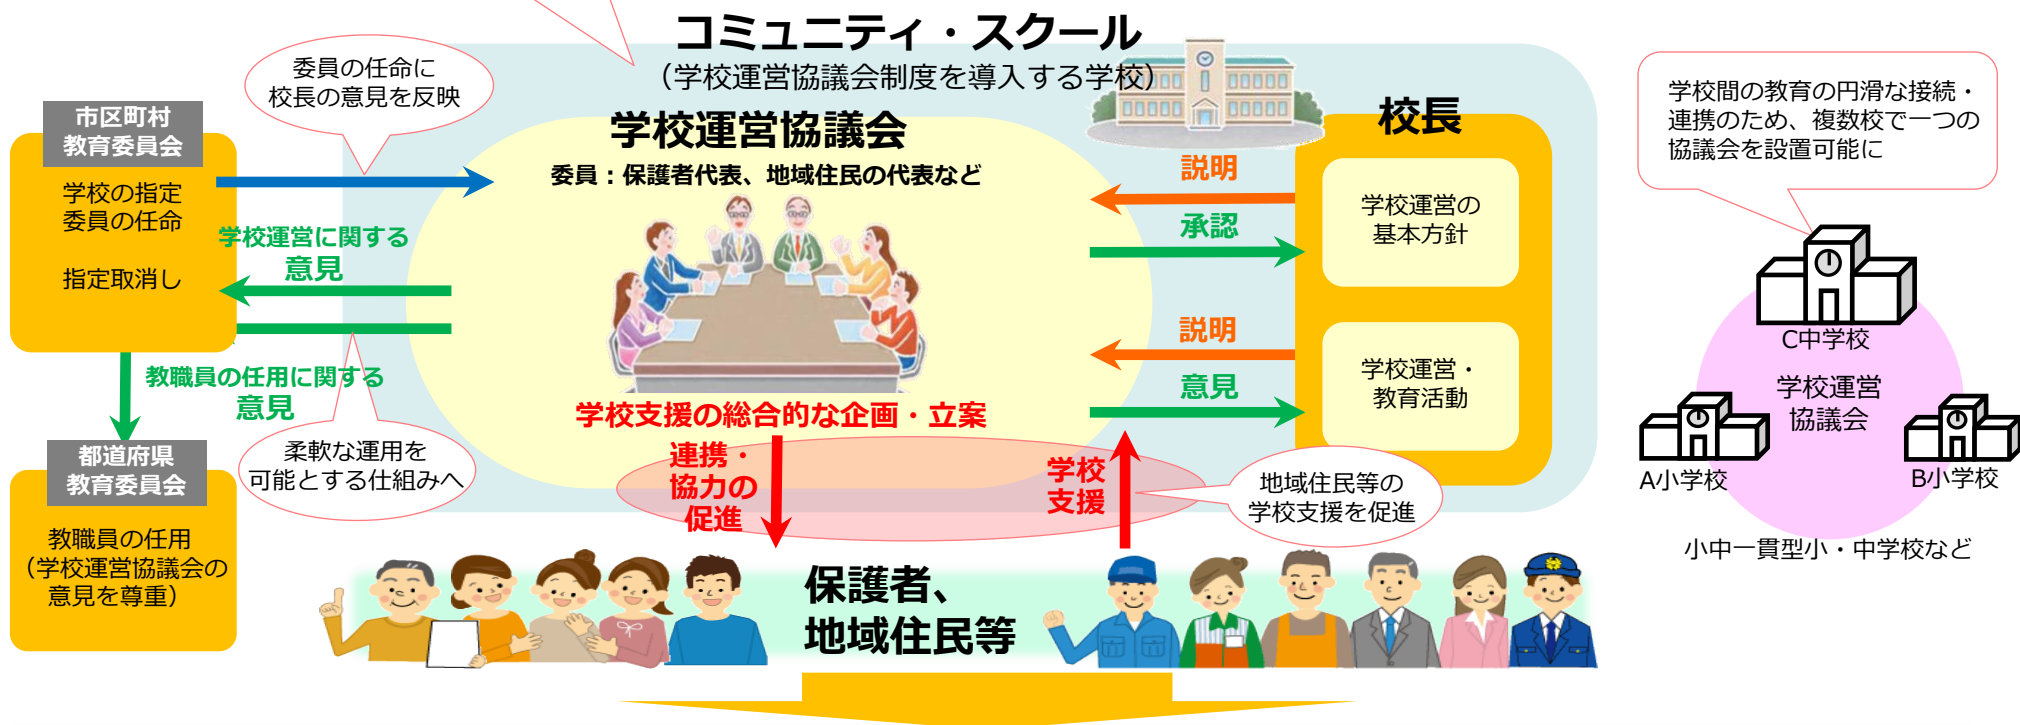 コミュニティ・スクール
（学校運営協議会制度を導入する学校）
委員の任命に
校長の意見を反映
市区町村
教育委員会
学校の指定
委員の任命
指定取消し
学校運営に関する
意見
教職員の任用に関する
意見
柔軟な運用を
可能とする仕組みへ
都道府県
教育委員会
教職員の任用
（学校運営協議会の
意見を尊重）
学校運営協議会
委員：保護者代表、地域住民の代表など
学校支援の総合的な企画・立案
連携・
協力の
促進
学校
支援
地域住民等の
学校支援を促進
説明
承認
説明
意見
校長
学校運営の
基本方針
学校運営・
教育活動
保護者、
地域住民等
学校間の教育の円滑な接続・
連携のため、複数校で一つの
協議会を設置可能に
C中学校
学校運営
協議会
A小学校
B小学校
小中一貫型小・中学校など